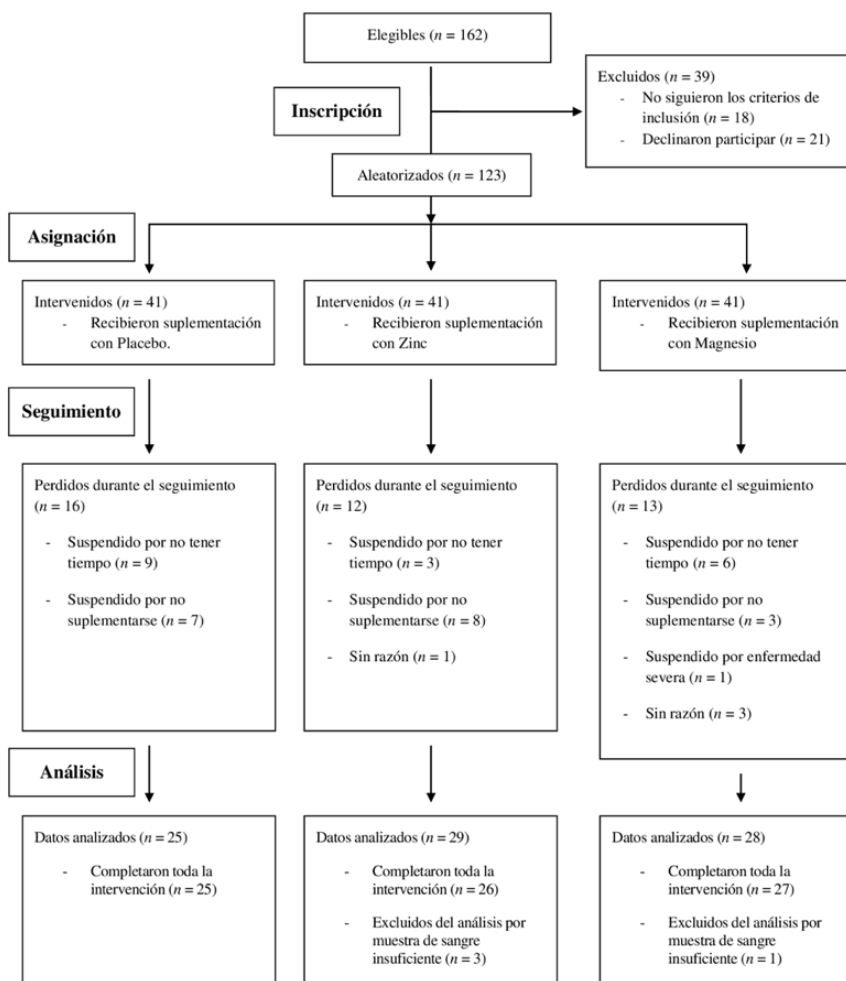 Elegibles (n = 162)
Excluidos (n = 39)
- No siguieron los criterios de
inclusión (n = 18)
- Declinaron participar (n = 21)
Inscripción
Aleatorizados (n = 123)
Asignación
Intervenidos (n = 41)
- Recibieron suplementación
con Placebo.
Intervenidos (n = 41)
- Recibieron suplementación
con Zinc
Intervenidos (n = 41)
- Recibieron suplementación
con Magnesio
Seguimiento
Perdidos durante el seguimiento
(n = 16)
- Suspendido por no tener
tiempo (n = 9)
- Suspendido por no
suplementarse (n = 7)
Perdidos durante el seguimiento
(n = 12)
- Suspendido por no tener
tiempo (n = 3)
- Suspendido por no
suplementarse (n = 8)
- Sin razón (n = 1)
Perdidos durante el seguimiento
(n = 13)
- Suspendido por no tener
tiempo (n = 6)
- Suspendido por no
suplementarse (n = 3)
- Suspendido por enfermedad
severa (n = 1)
- Sin razón (n = 3)
Análisis
Datos analizados (n = 25)
- Completaron toda la
intervención (n = 25)
Datos analizados (n = 29)
- Completaron toda la
intervención (n = 26)
- Excluidos del análisis por
muestra de sangre
insuficiente (n = 3)
Datos analizados (n = 28)
- Completaron toda la
intervención (n = 27)
- Excluidos del análisis por
muestra de sangre
insuficiente (n = 1)